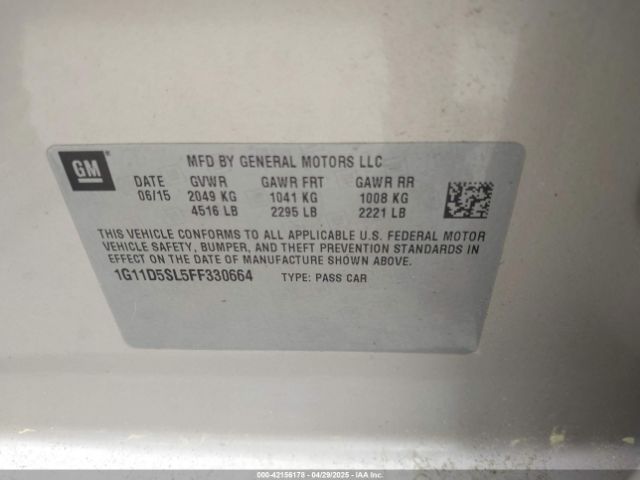 GM
MFD BY GENERAL MOTORS LLC
DATE GVWR GAWR FRT GAWR RR
06/15 2049 KG 1041 KG 1008 KG
4516 LB 2295 LB 2221 LB
THIS VEHICLE CONFORMS TO ALL APPLICABLE U.S. FEDERAL MOTOR
VEHICLE SAFETY, BUMPER, AND THEFT PREVENTION STANDARDS IN
EFFECT ON THE DATE OF MANUFACTURE SHOWN ABOVE.
1G11D5SL5FF330664 TYPE: PASS CAR
000-42156178 04/29/2025 IAA Inc.